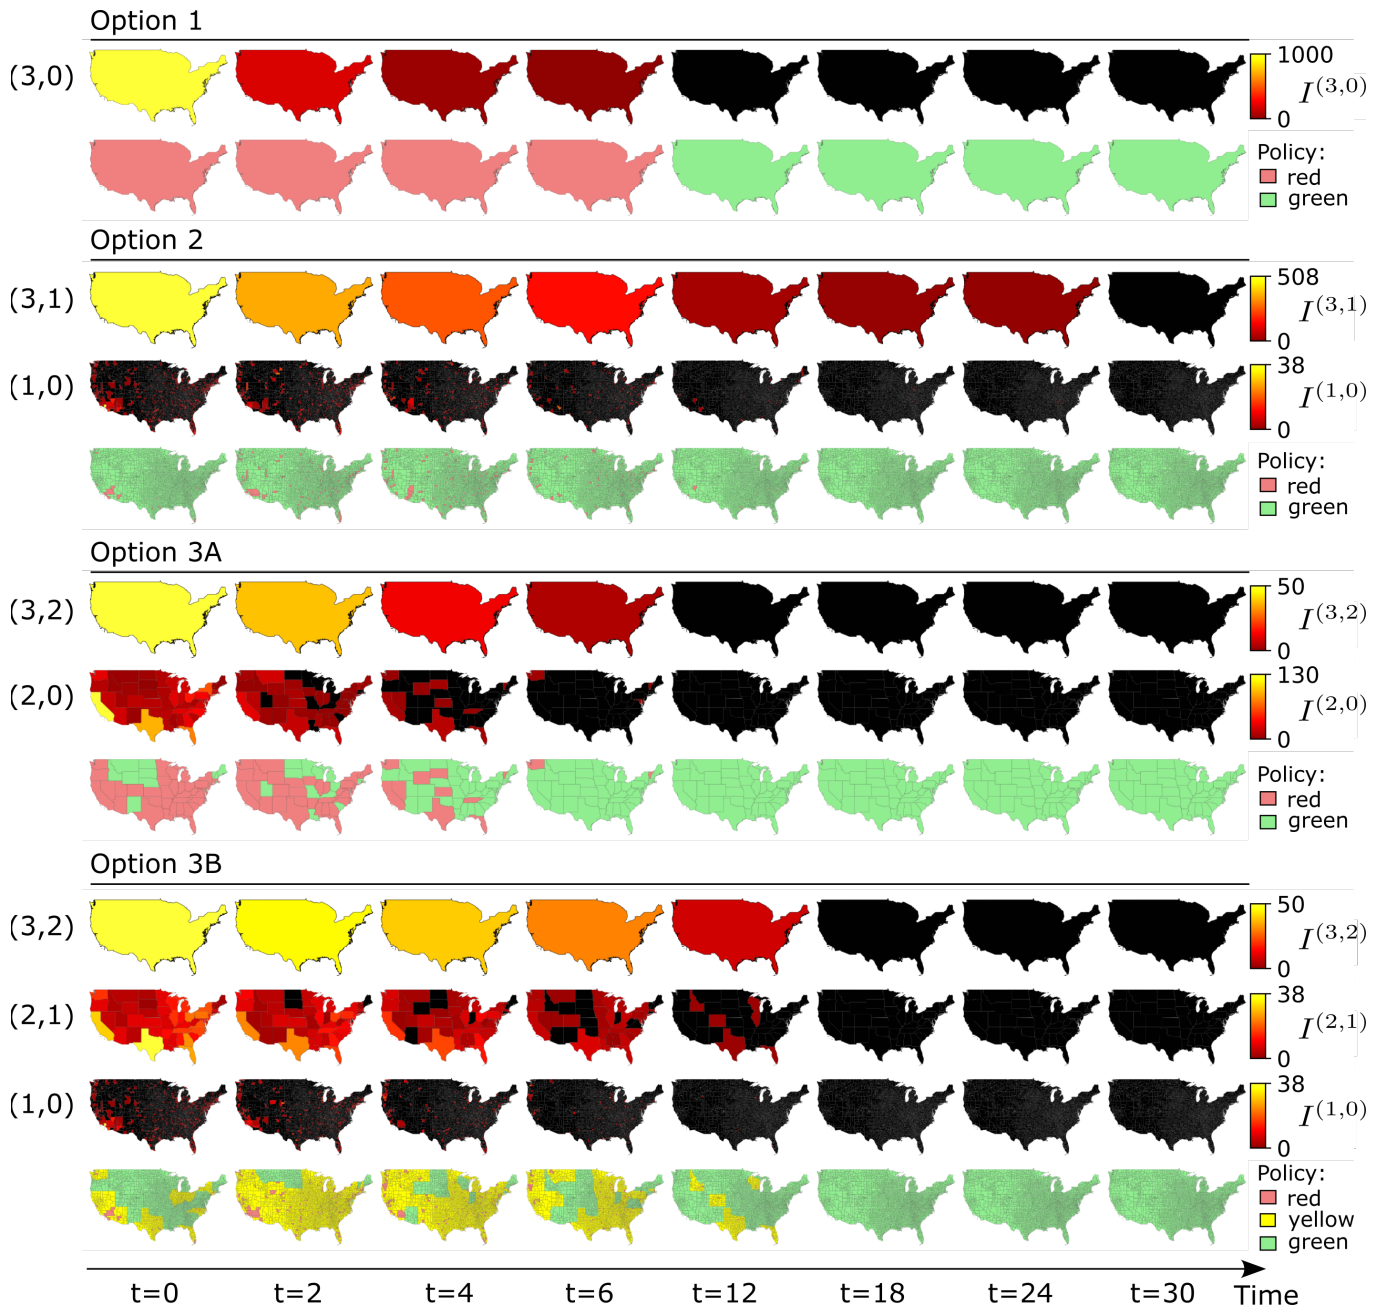 Option 1
(3,0)
1000
I^(3,0)
0
Policy:
red
green
Option 2
(3,1)
508
I^(3,1)
0
(1,0)
38
I^(1,0)
0
Policy:
red
green
Option 3A
(3,2)
50
I^(3,2)
0
(2,0)
130
I^(2,0)
0
Policy:
red
green
Option 3B
(3,2)
50
I^(3,2)
0
(2,1)
38
I^(2,1)
0
(1,0)
38
I^(1,0)
0
Policy:
red
yellow
green
t=0 t=2 t=4 t=6 t=12 t=18 t=24 t=30 Time